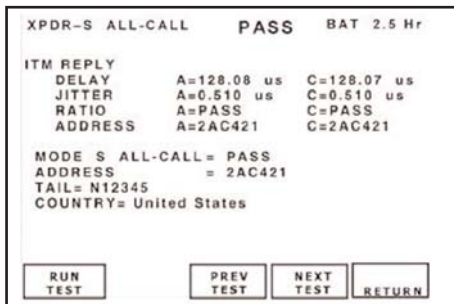 XPDR-S ALL-CALL PASS BAT 2.5 Hr
ITM REPLY
DELAY A=128.08 us C=128.07 us
JITTER A=0.510 us C=0.510 us
RATIO A=PASS C=PASS
ADDRESS A=2AC421 C=2AC421
MODE S ALL-CALL= PASS
ADDRESS = 2AC421
TAIL= N12345
COUNTRY= United States
RUN TEST
PREV TEST
NEXT TEST
RETURN